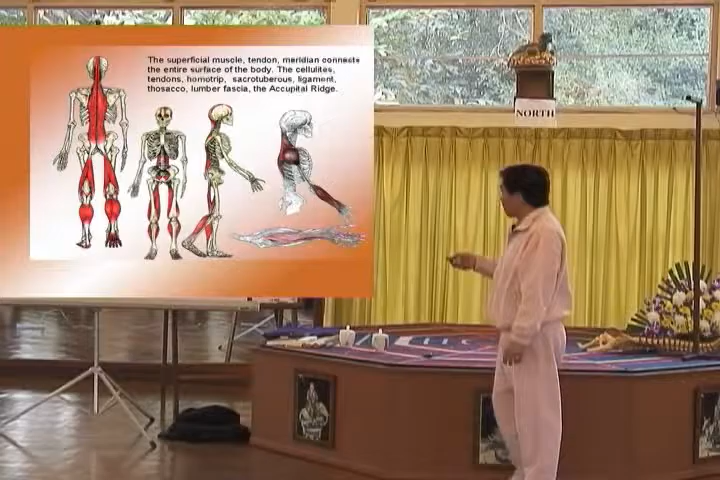 The superficial muscle, tendon, meridian connects
the entire surface of the body. The cellulites,
tendons, homotrip, sacrotuberous, ligament,
thosacco, lumber fascia, the Accupital Ridge.
NORTH